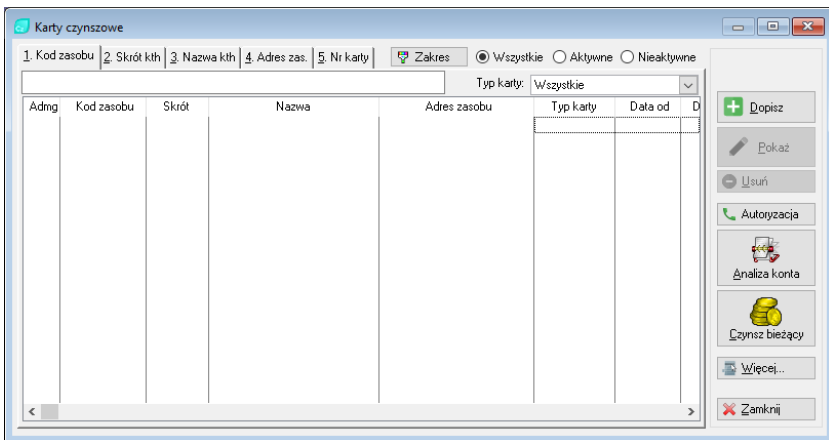 Karty czynszowe
1. Kod zasobu 2. Skrót kth 3. Nazwa kth 4. Adres zas. 5. Nr karty Zakres Wszystkie Aktywne Nieaktywne
Typ karty: Wszystkie
Admg Kod zasobu Skrót Nazwa Adres zasobu Typ karty Data od D
Dopisz
Pokaż
Usuń
Autoryzacja
Analiza konta
Czynsz bieżący
Więcej...
Zamknij